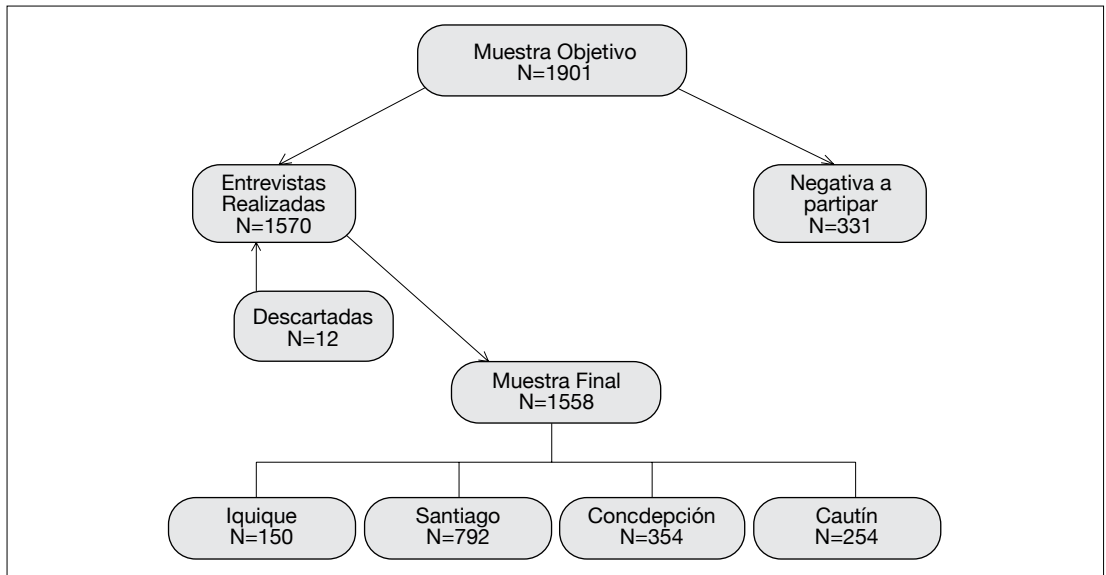 Muestra Objetivo
N=1901
Entrevistas
Realizadas
N=1570
Negativa a
partipar
N=331
Descartadas
N=12
Muestra Final
N=1558
Iquique
N=150
Santiago
N=792
Concdepción
N=354
Cautín
N=254